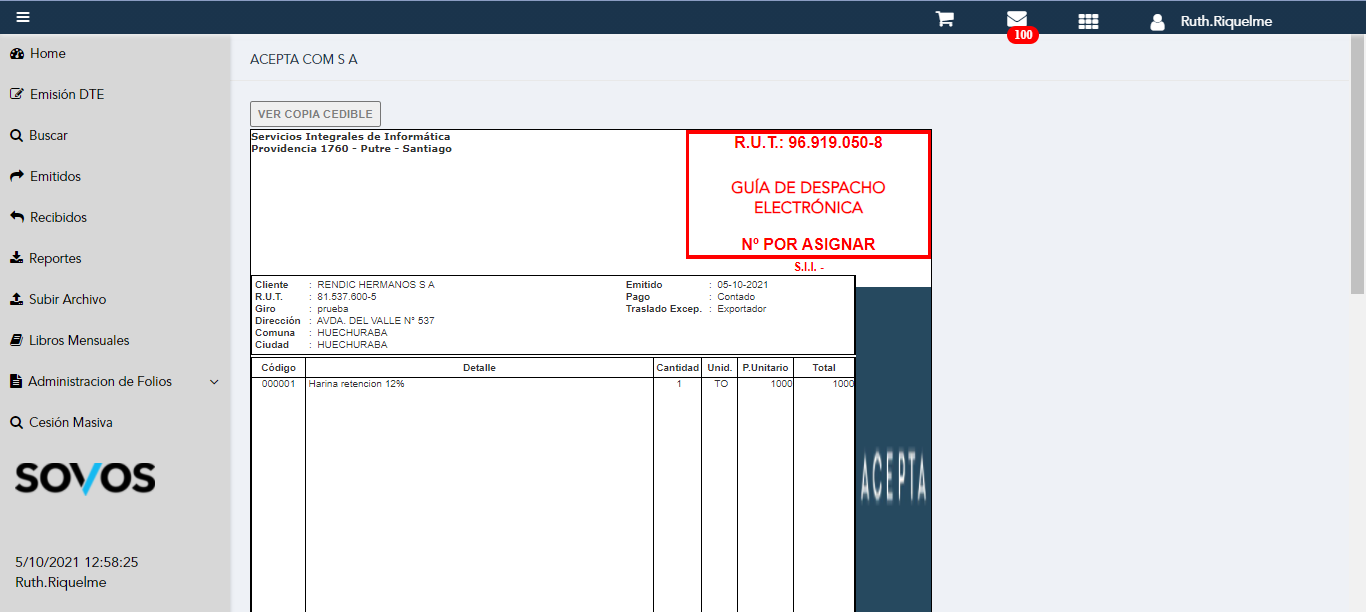 Ruth.Riquelme
100
Home
Emisión DTE
Buscar
Emitidos
Recibidos
Reportes
Subir Archivo
Libros Mensuales
Administracion de Folios
Cesión Masiva
SOVOS
5/10/2021 12:58:25
Ruth.Riquelme
ACEPTA COM S A
VER COPIA CEDIBLE
Servicios Integrales de Informática
Providencia 1760 - Putre - Santiago
R.U.T.: 96.919.050-8
GUÍA DE DESPACHO
ELECTRÓNICA
Nº POR ASIGNAR
S.I.I. -
Cliente : RENDIC HERMANOS S A Emitido : 05-10-2021
R.U.T. : 81.537.600-5 Pago : Contado
Giro : prueba Traslado Excep. : Exportador
Dirección : AVDA. DEL VALLE N° 537
Comuna : HUECHURABA
Ciudad : HUECHURABA
Código Detalle Cantidad Unid. P.Unitario Total
000001 Harina retencion 12% 1 TO 1000 1000
ACEPTA